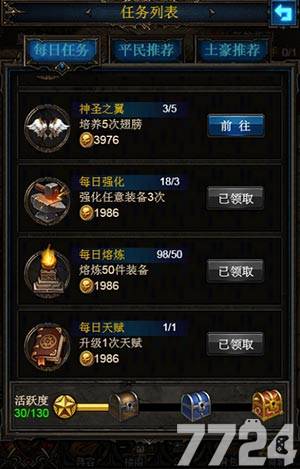 任务列表
每日任务 平民推荐 土豪推荐
神圣之翼 3/5
培养5次翅膀
3976
前往
每日强化 18/3
强化任意装备3次
1986
已领取
每日熔炼 98/50
熔炼50件装备
1986
已领取
每日天赋 1/1
升级1次天赋
1986
已领取
活跃度
30/130
7724